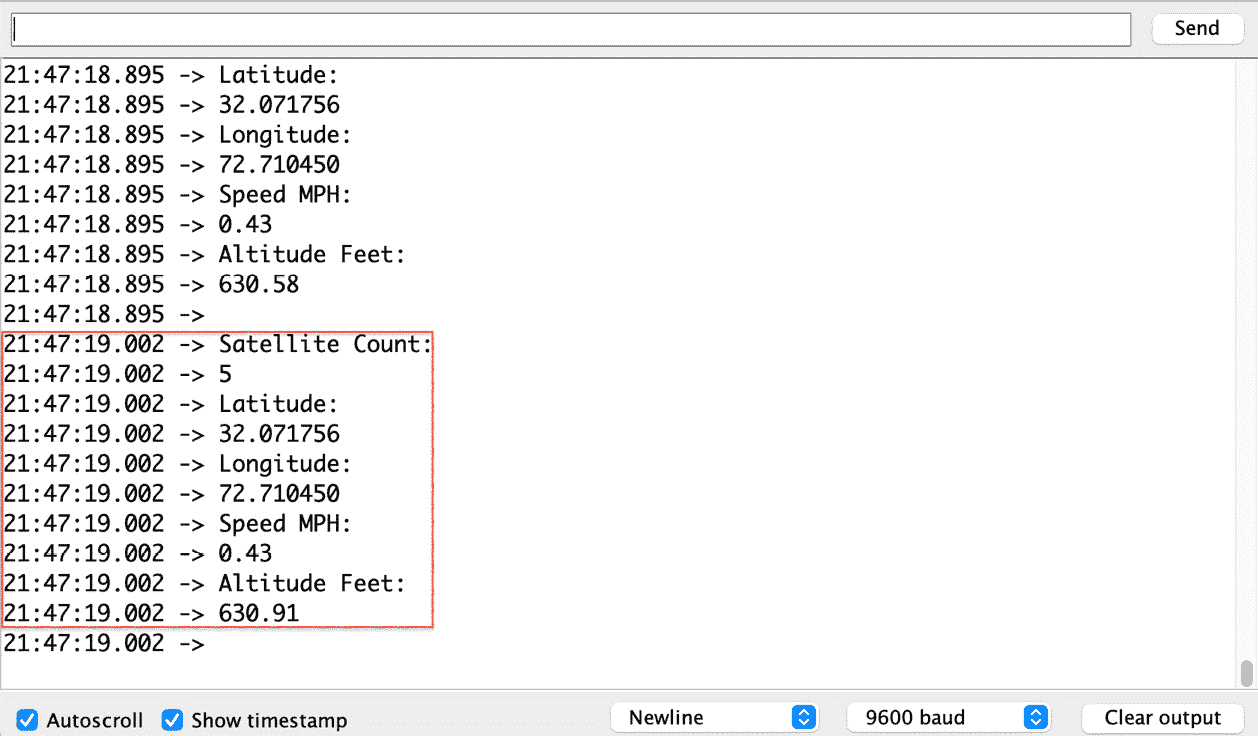 Send
21:47:18.895 -> Latitude:
21:47:18.895 -> 32.071756
21:47:18.895 -> Longitude:
21:47:18.895 -> 72.710450
21:47:18.895 -> Speed MPH:
21:47:18.895 -> 0.43
21:47:18.895 -> Altitude Feet:
21:47:18.895 -> 630.58
21:47:18.895 ->
21:47:19.002 -> Satellite Count:
21:47:19.002 -> 5
21:47:19.002 -> Latitude:
21:47:19.002 -> 32.071756
21:47:19.002 -> Longitude:
21:47:19.002 -> 72.710450
21:47:19.002 -> Speed MPH:
21:47:19.002 -> 0.43
21:47:19.002 -> Altitude Feet:
21:47:19.002 -> 630.91
21:47:19.002 ->
Autoscroll Show timestamp Newline 9600 baud Clear output